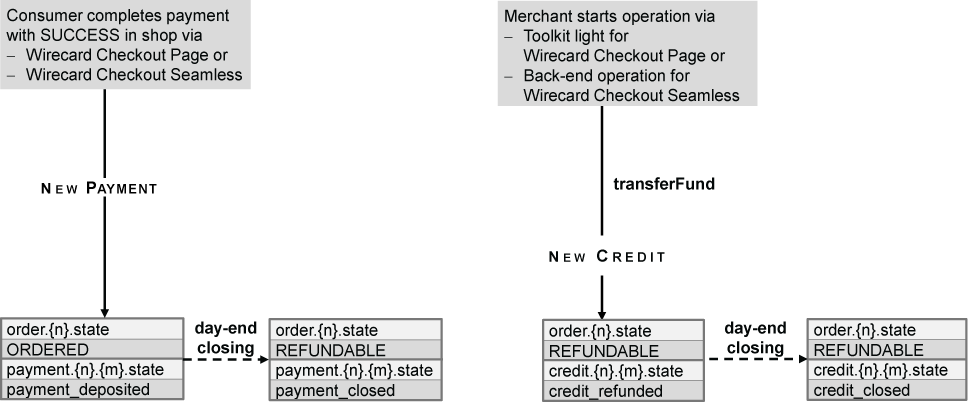 Consumer completes payment
with SUCCESS in shop via
– Wirecard Checkout Page or
– Wirecard Checkout Seamless
NEW PAYMENT
order.{n}.state
ORDERED
payment.{n}.{m}.state
payment_deposited
day-end
closing
order.{n}.state
REFUNDABLE
payment.{n}.{m}.state
payment_closed
Merchant starts operation via
– Toolkit light for
Wirecard Checkout Page or
– Back-end operation for
Wirecard Checkout Seamless
transferFund
NEW CREDIT
order.{n}.state
REFUNDABLE
credit.{n}.{m}.state
credit_refunded
day-end
closing
order.{n}.state
REFUNDABLE
credit.{n}.{m}.state
credit_closed